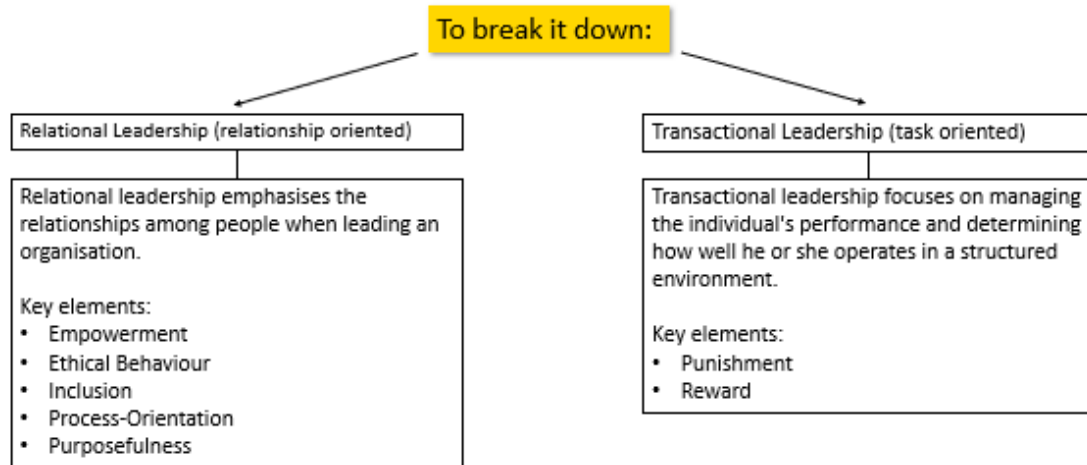 To break it down:
Relational Leadership (relationship oriented)
Relational leadership emphasises the
relationships among people when leading an
organisation.
Key elements:
• Empowerment
• Ethical Behaviour
• Inclusion
• Process-Orientation
• Purposefulness
Transactional Leadership (task oriented)
Transactional leadership focuses on managing
the individual's performance and determining
how well he or she operates in a structured
environment.
Key elements:
• Punishment
• Reward